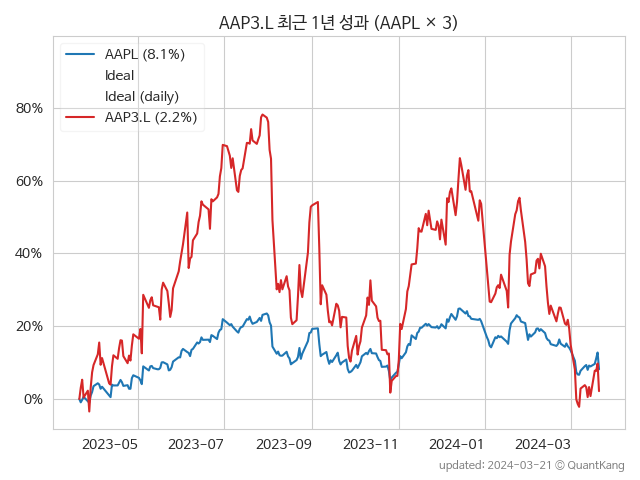 AAP3.L 최근 1년 성과 (AAPL × 3)
AAPL (8.1%)
Ideal
Ideal (daily)
AAP3.L (2.2%)
80%
60%
40%
20%
0%
2023-05 2023-07 2023-09 2023-11 2024-01 2024-03
updated: 2024-03-21 © QuantKang